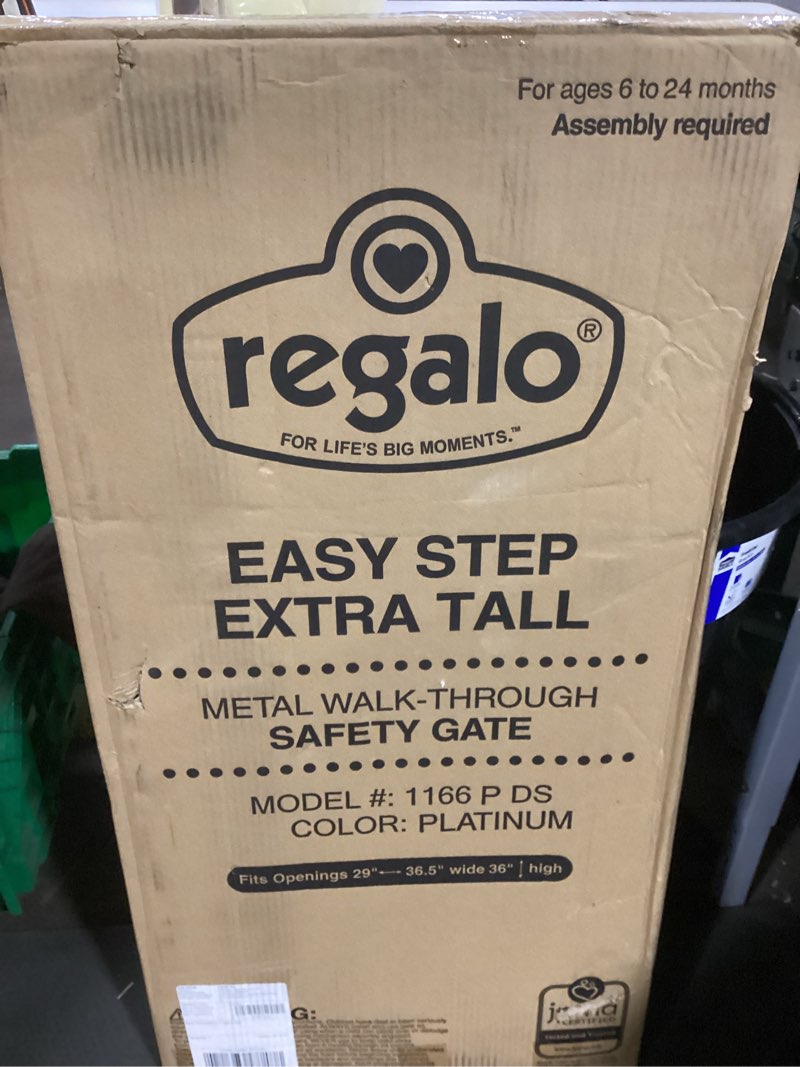 For ages 6 to 24 months
Assembly required
regalo®
FOR LIFE'S BIG MOMENTS.™
EASY STEP
EXTRA TALL
METAL WALK-THROUGH
SAFETY GATE
MODEL #: 1166 P DS
COLOR: PLATINUM
Fits Openings 29"↔ 36.5" wide 36"↕ high
G:
CERTIFIED